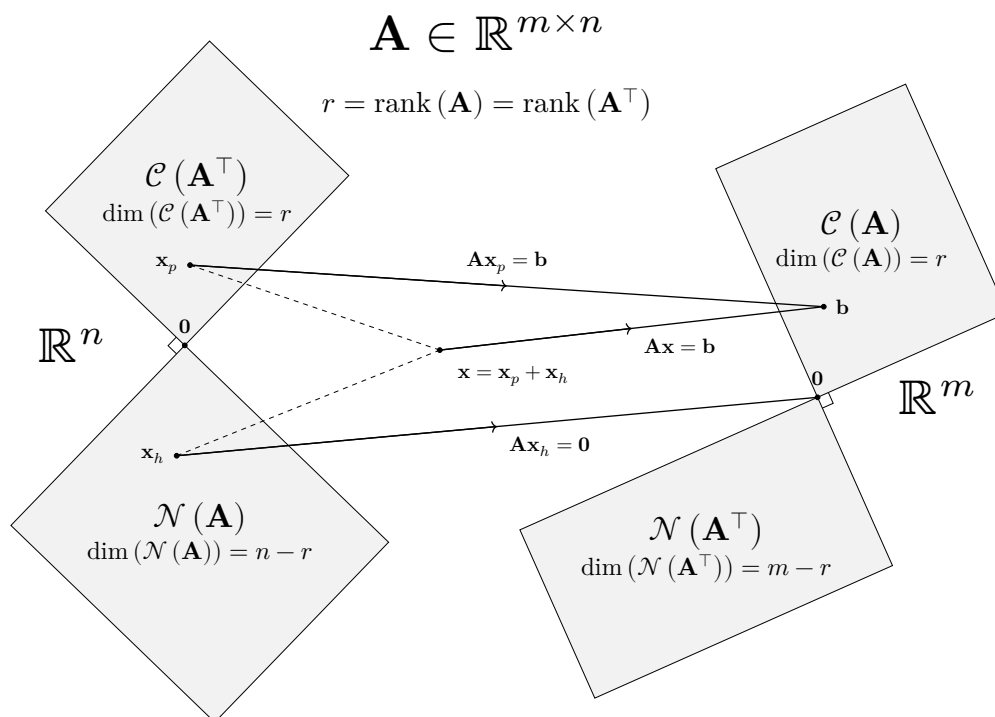 𝐀 ∈ ℝ^{m×n}
r = rank (𝐀) = rank (𝐀^⊤)
𝒞 (𝐀^⊤)
dim (𝒞 (𝐀^⊤)) = r
𝒞 (𝐀)
dim (𝒞 (𝐀)) = r
𝐱_p
𝐀𝐱_p = 𝐛
𝐛
ℝ^n
𝟎
𝐀𝐱 = 𝐛
𝐱 = 𝐱_p + 𝐱_h
𝟎
ℝ^m
𝐱_h
𝐀𝐱_h = 𝟎
𝒩 (𝐀)
dim (𝒩 (𝐀)) = n − r
𝒩 (𝐀^⊤)
dim (𝒩 (𝐀^⊤)) = m − r